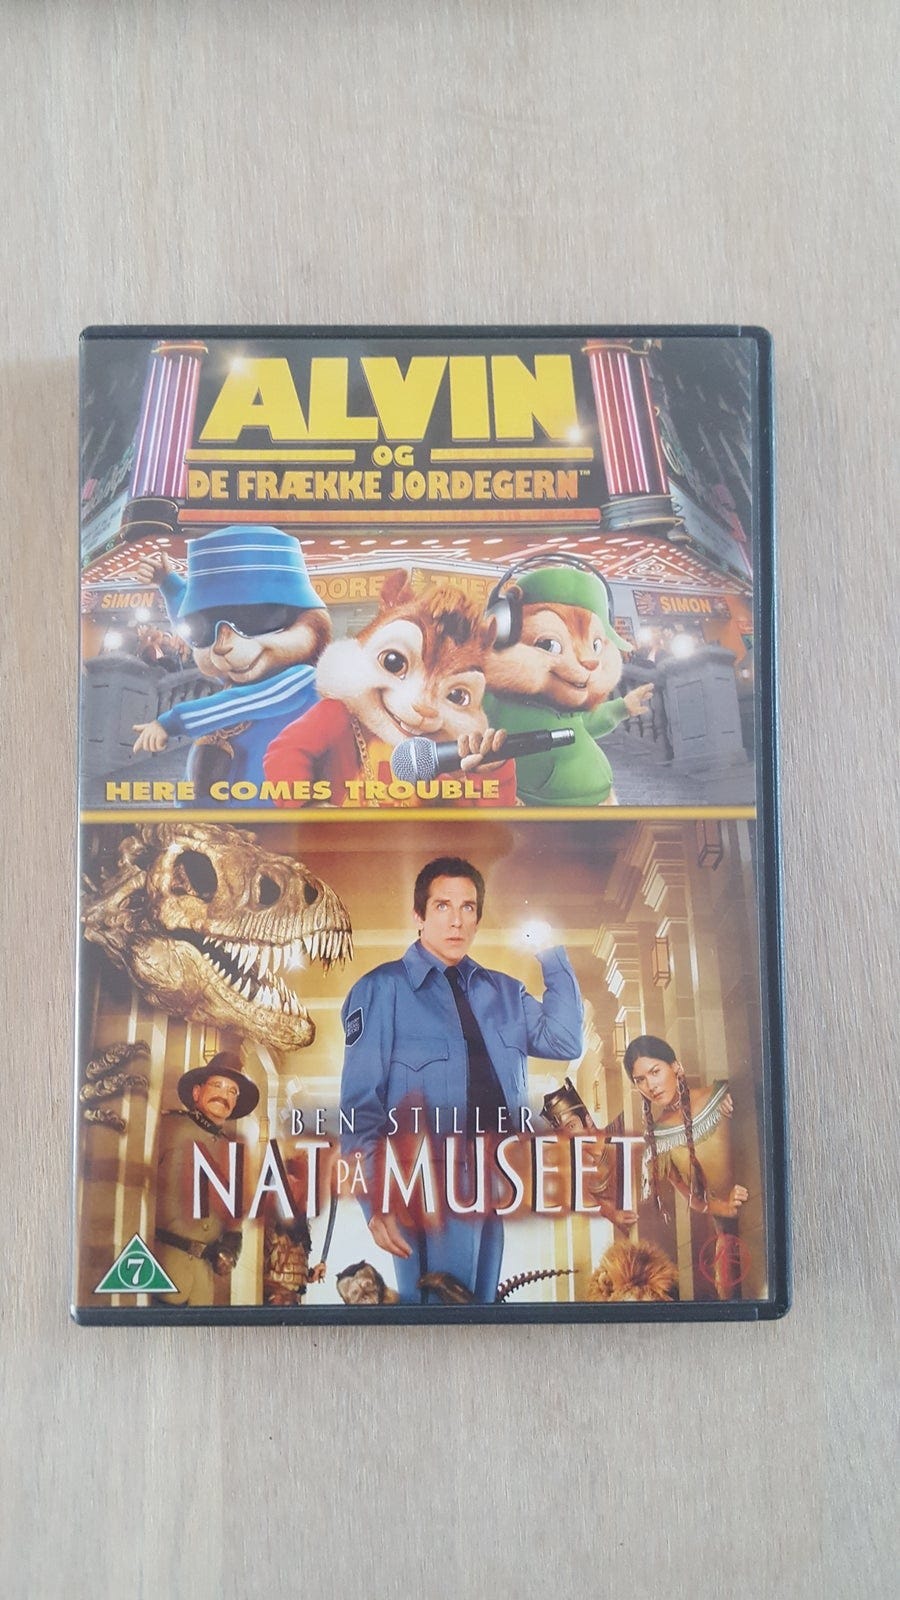 ALVIN
OG
DE FRÆKKE JORDEGERN™
SIMON
SIMON
HERE COMES TROUBLE
BEN STILLER
NAT PÅ MUSEET
7